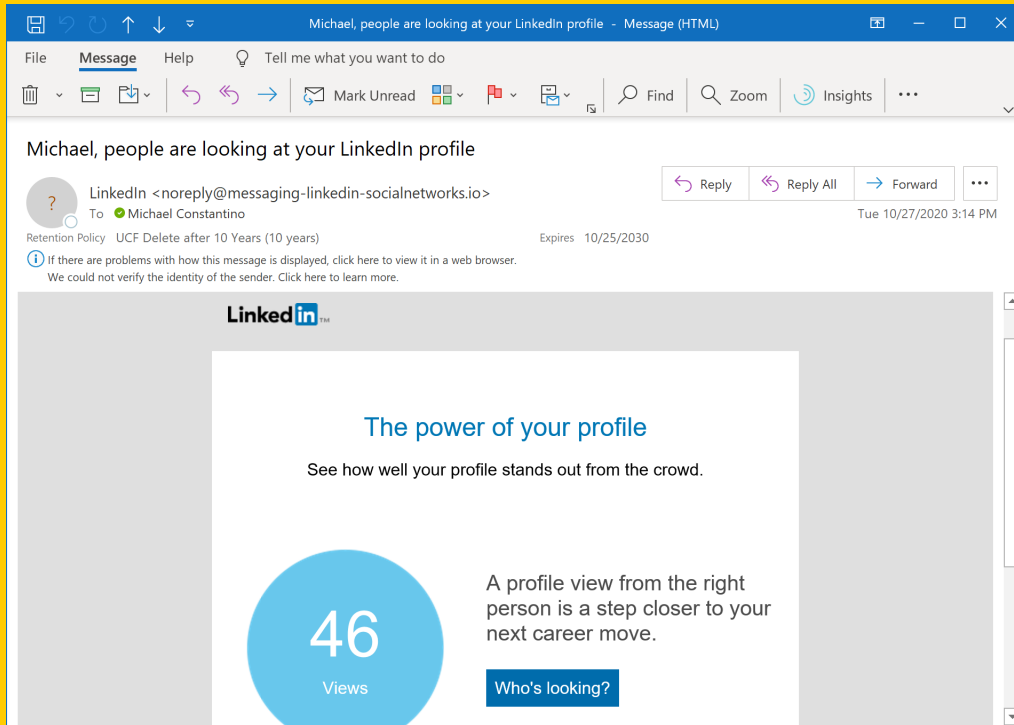 Michael, people are looking at your LinkedIn profile - Message (HTML)
File Message Help Tell me what you want to do
Mark Unread Find Zoom Insights
Michael, people are looking at your LinkedIn profile
? LinkedIn <noreply@messaging-linkedin-socialnetworks.io>
Reply Reply All Forward
To Michael Constantino
Tue 10/27/2020 3:14 PM
Retention Policy UCF Delete after 10 Years (10 years) Expires 10/25/2030
If there are problems with how this message is displayed, click here to view it in a web browser.
We could not verify the identity of the sender. Click here to learn more.
Linked in TM
The power of your profile
See how well your profile stands out from the crowd.
46
Views
A profile view from the right
person is a step closer to your
next career move.
Who's looking?